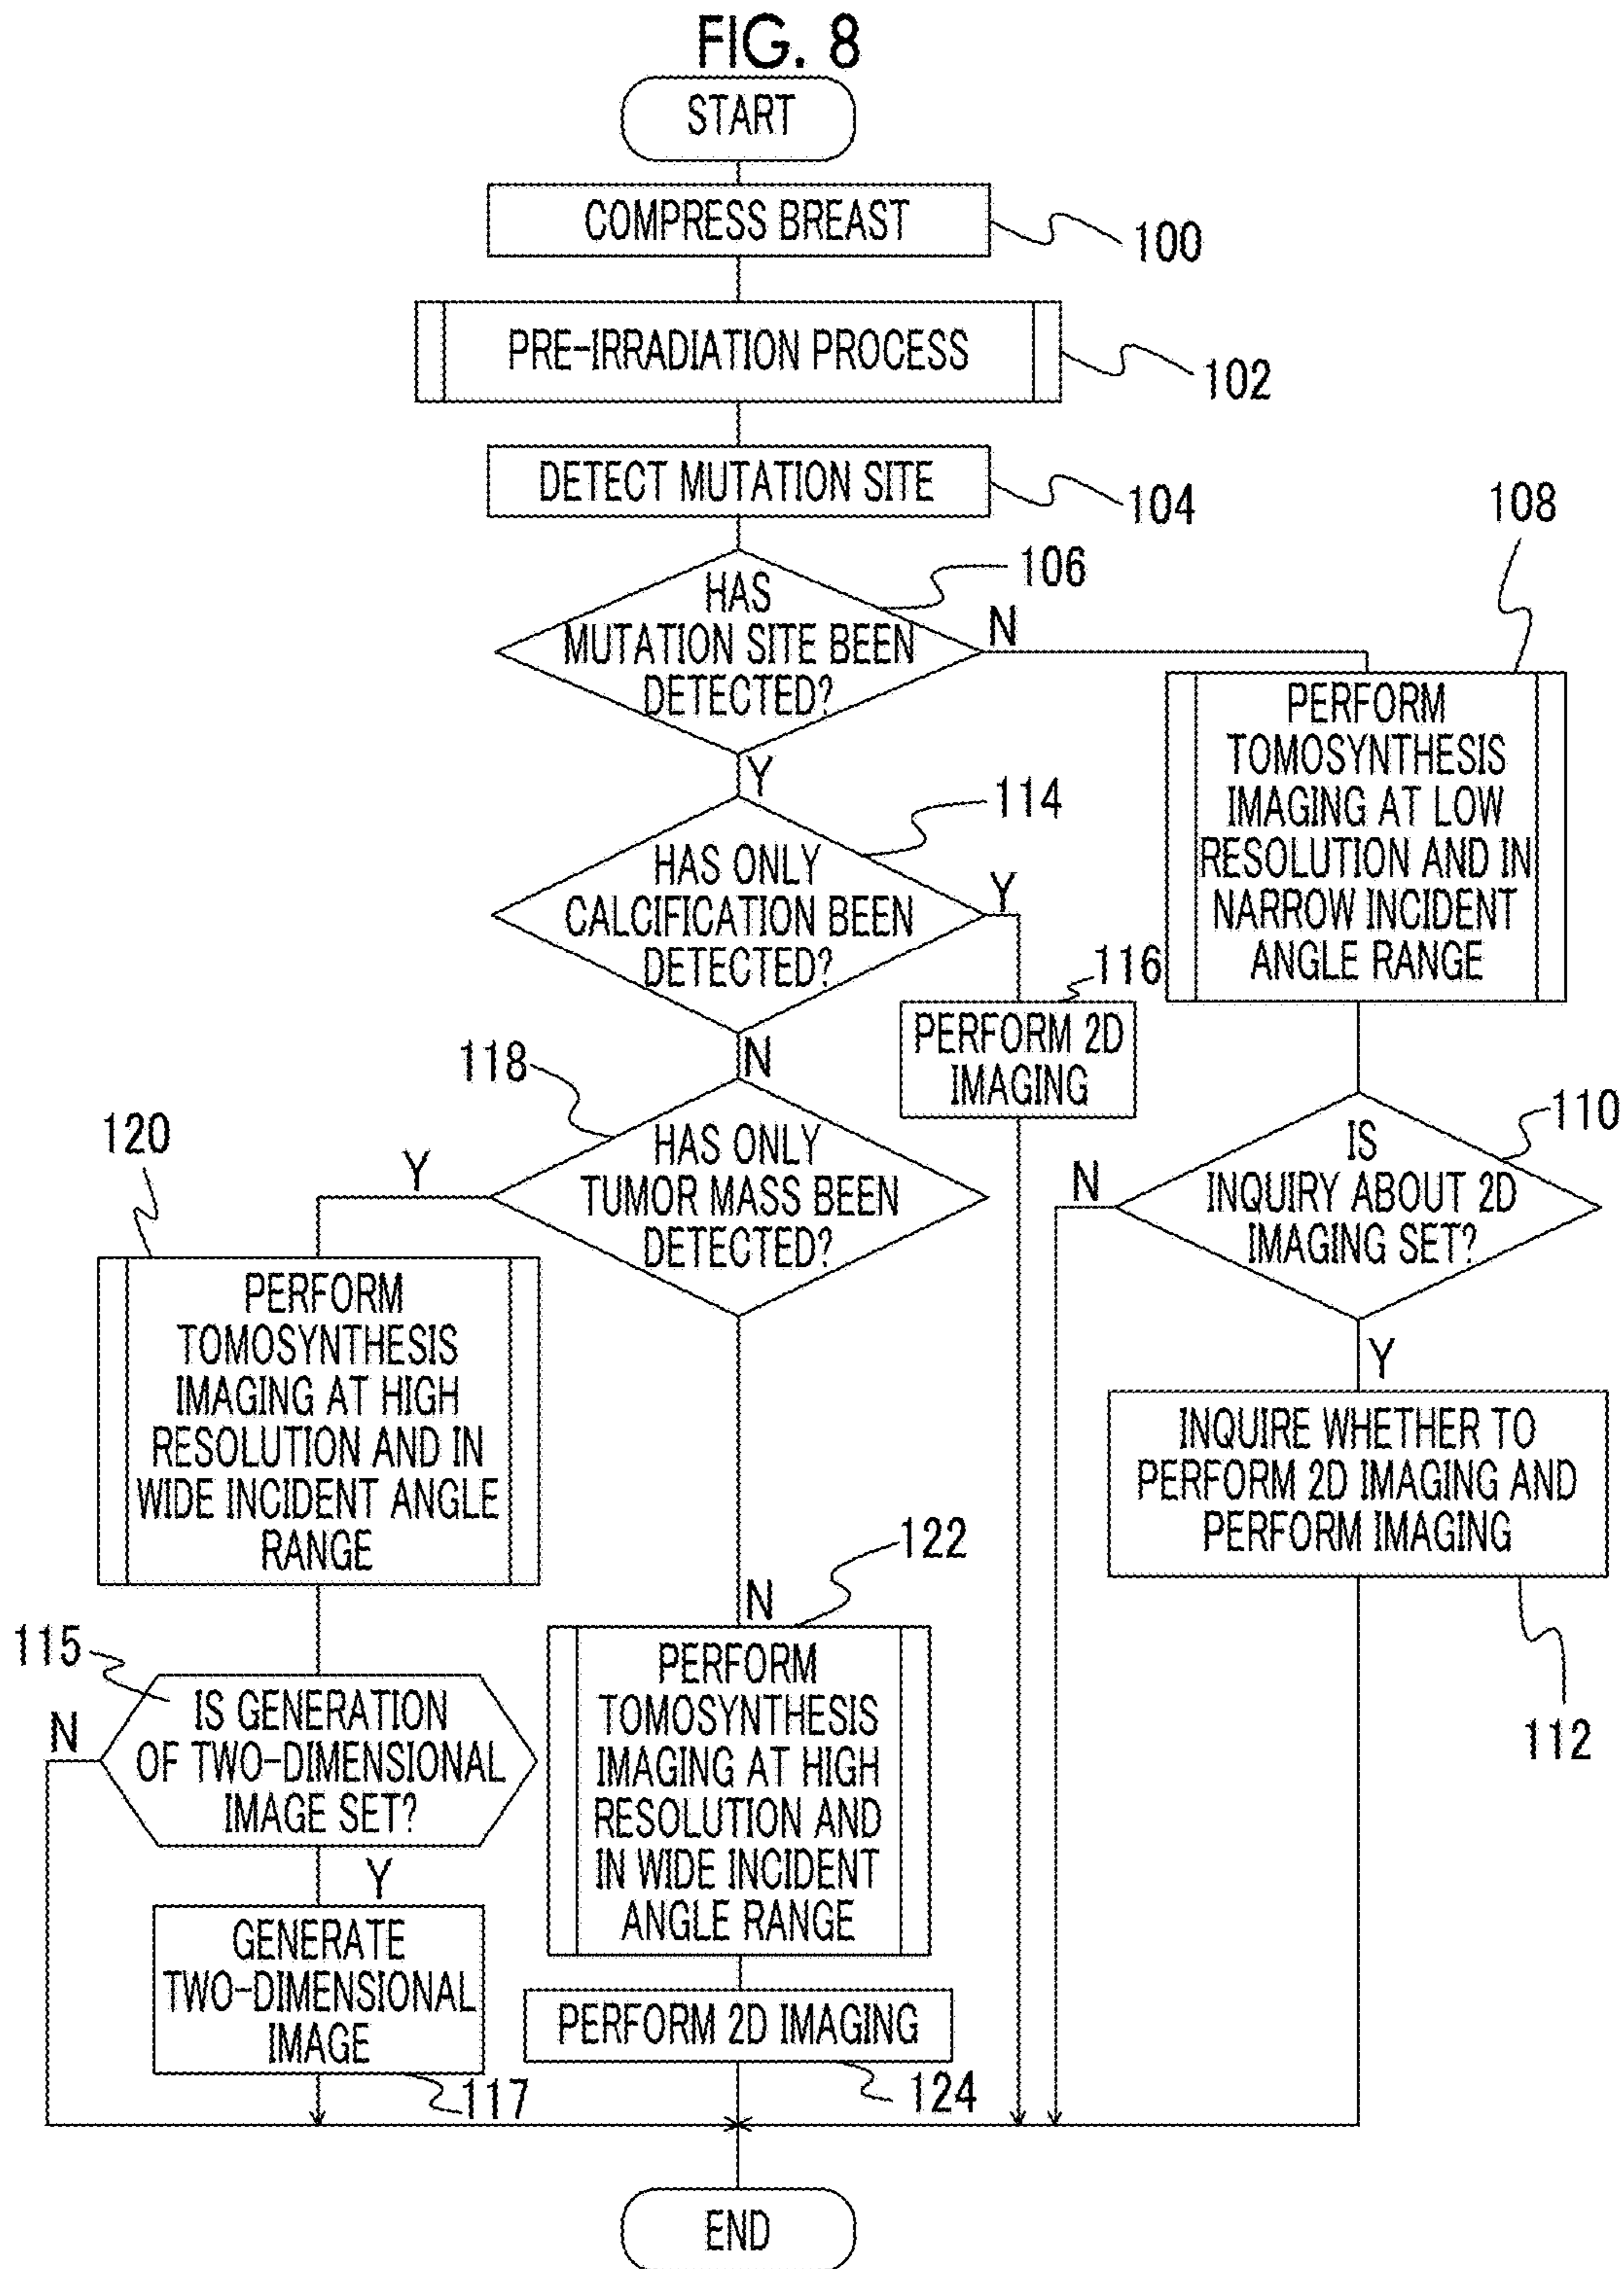 FIG. 8
START
COMPRESS BREAST
100
PRE-IRRADIATION PROCESS
102
DETECT MUTATION SITE
104
HAS
MUTATION SITE BEEN
DETECTED?
106
N
Y
108
PERFORM
TOMOSYNTHESIS
IMAGING AT LOW
RESOLUTION AND IN
NARROW INCIDENT
ANGLE RANGE
114
HAS ONLY
CALCIFICATION BEEN
DETECTED?
Y
N
116
PERFORM 2D
IMAGING
110
IS
INQUIRY ABOUT 2D
IMAGING SET?
N
Y
INQUIRE WHETHER TO
PERFORM 2D IMAGING AND
PERFORM IMAGING
112
118
HAS ONLY
TUMOR MASS BEEN
DETECTED?
Y
N
120
PERFORM
TOMOSYNTHESIS
IMAGING AT HIGH
RESOLUTION AND IN
WIDE INCIDENT ANGLE
RANGE
115
IS GENERATION
OF TWO-DIMENSIONAL
IMAGE SET?
N
Y
GENERATE
TWO-DIMENSIONAL
IMAGE
117
122
PERFORM
TOMOSYNTHESIS
IMAGING AT HIGH
RESOLUTION AND
IN WIDE INCIDENT
ANGLE RANGE
PERFORM 2D IMAGING
124
END